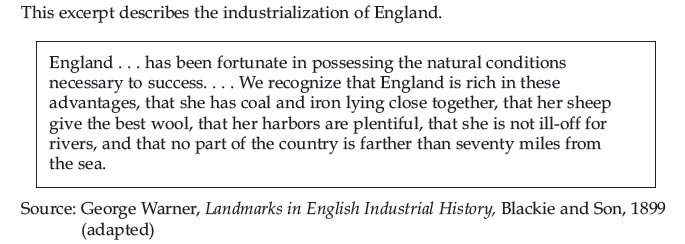 This excerpt describes the industrialization of England.
England . . . has been fortunate in possessing the natural conditions
necessary to success. . . . We recognize that England is rich in these
advantages, that she has coal and iron lying close together, that her sheep
give the best wool, that her harbors are plentiful, that she is not ill-off for
rivers, and that no part of the country is farther than seventy miles from
the sea.
Source: George Warner, Landmarks in English Industrial History, Blackie and Son, 1899
(adapted)